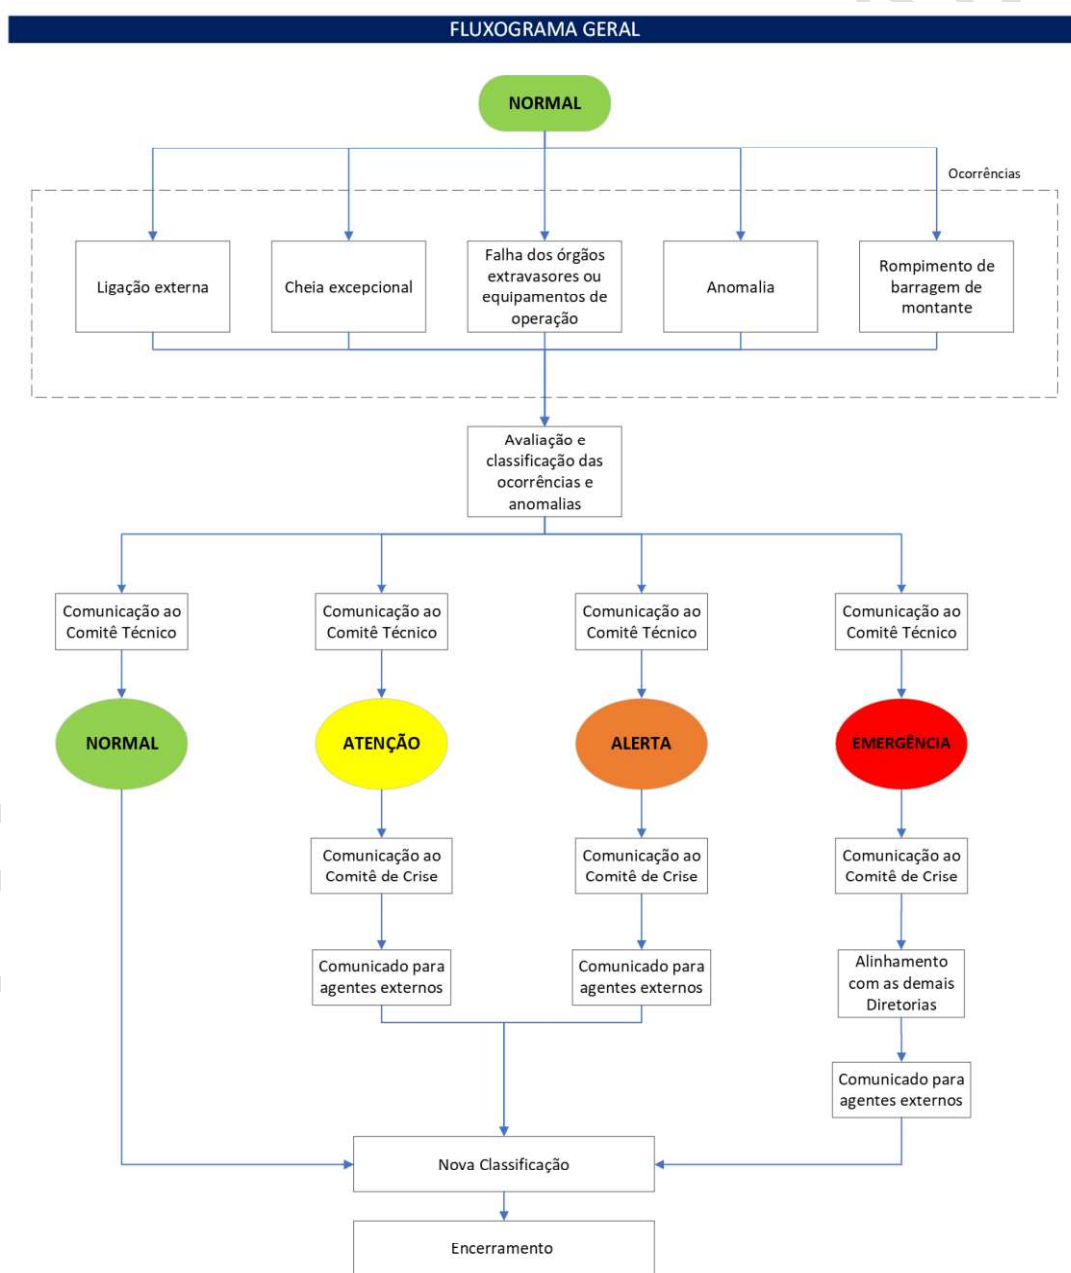 FLUXOGRAMA GERAL
NORMAL
Ocorrências
Ligação externa
Cheia excepcional
Falha dos órgãos
extravasores ou
equipamentos de
operação
Anomalia
Rompimento de
barragem de
montante
Avaliação e
classificação das
ocorrências e
anomalias
Comunicação ao
Comitê Técnico
Comunicação ao
Comitê Técnico
Comunicação ao
Comitê Técnico
Comunicação ao
Comitê Técnico
NORMAL
ATENÇÃO
ALERTA
EMERGÊNCIA
Comunicação ao
Comitê de Crise
Comunicação ao
Comitê de Crise
Comunicação ao
Comitê de Crise
Comunicado para
agentes externos
Comunicado para
agentes externos
Alinhamento
com as demais
Diretorias
Comunicado para
agentes externos
Nova Classificação
Encerramento